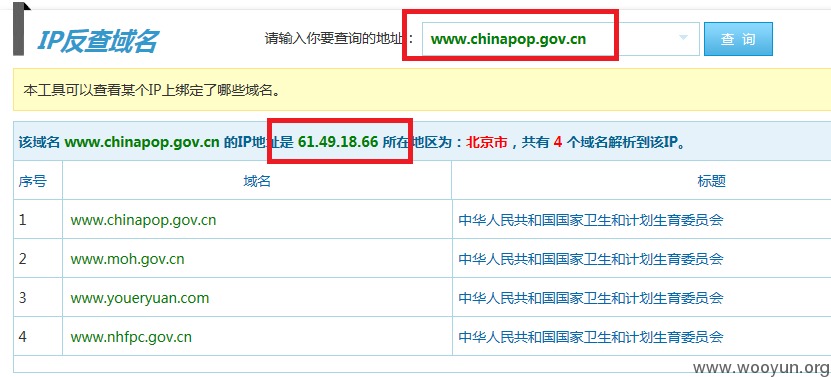 IP反查域名
请输入你要查询的地址：
www.chinapop.gov.cn
查 询
本工具可以查看某个IP上绑定了哪些域名。
该域名 www.chinapop.gov.cn 的IP地址是 61.49.18.66 所在地区为：北京市，共有 4 个域名解析到该IP。
序号 域名 标题
1 www.chinapop.gov.cn 中华人民共和国国家卫生和计划生育委员会
2 www.moh.gov.cn 中华人民共和国国家卫生和计划生育委员会
3 www.youeryuan.com 中华人民共和国国家卫生和计划生育委员会
4 www.nhfpc.gov.cn 中华人民共和国国家卫生和计划生育委员会
www.wooyun.org